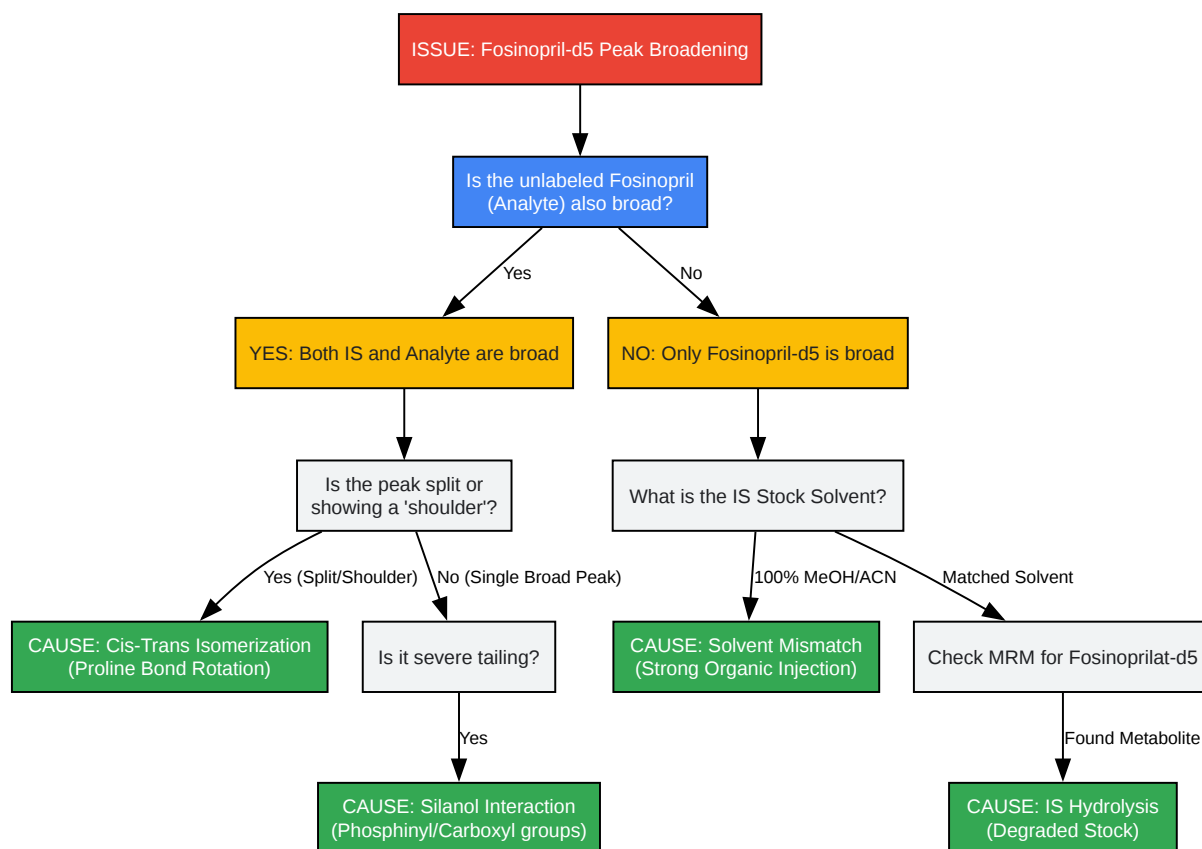 ISSUE: Fosinopril-d5 Peak Broadening
Is the unlabeled Fosinopril
(Analyte) also broad?
Yes
No
YES: Both IS and Analyte are broad
NO: Only Fosinopril-d5 is broad
Is the peak split or
showing a 'shoulder'?
What is the IS Stock Solvent?
Yes (Split/Shoulder)
No (Single Broad Peak)
100% MeOH/ACN
Matched Solvent
CAUSE: Cis-Trans Isomerization
(Proline Bond Rotation)
Is it severe tailing?
CAUSE: Solvent Mismatch
(Strong Organic Injection)
Check MRM for Fosinoprilat-d5
Yes
Found Metabolite
CAUSE: Silanol Interaction
(Phosphinyl/Carboxyl groups)
CAUSE: IS Hydrolysis
(Degraded Stock)